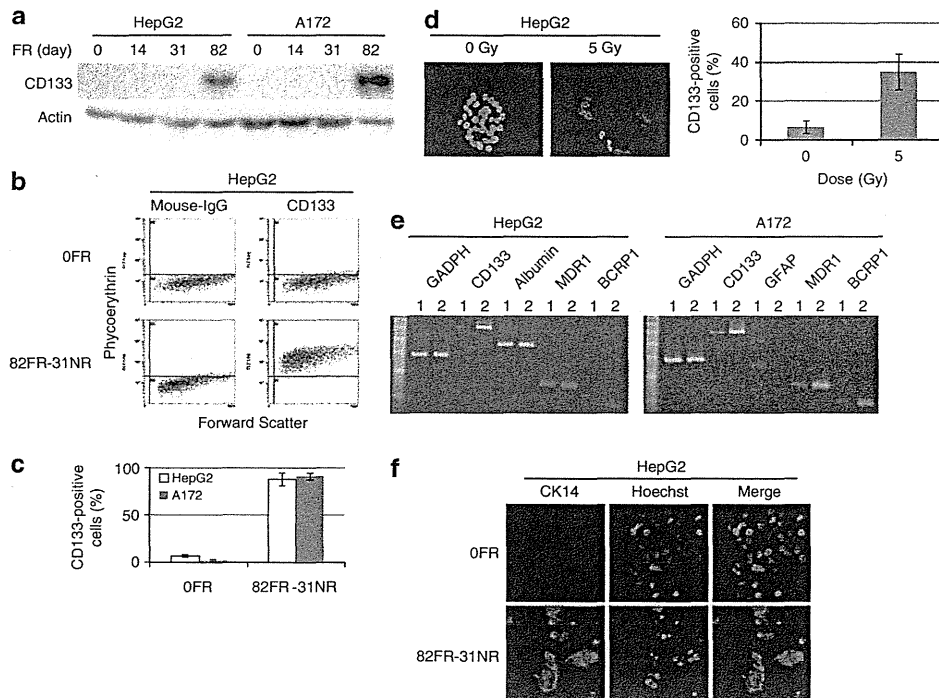 a
HepG2 A172
FR (day) 0 14 31 82 0 14 31 82
CD133
Actin
b
HepG2
Mouse-IgG CD133
0FR
82FR-31NR
Phycoerythrin
Forward Scatter
c
CD133-positive
cells (%)
100
50
0
HepG2
A172
0FR 82FR-31NR
d
HepG2
0 Gy 5 Gy
CD133-positive
cells (%)
60
40
20
0
0 5
Dose (Gy)
e
HepG2
GADPH CD133 Albumin MDR1 BCRP1
1 2 1 2 1 2 1 2 1 2
A172
GADPH CD133 GFAP MDR1 BCRP1
1 2 1 2 1 2 1 2 1 2
f
HepG2
CK14 Hoechst Merge
0FR
82FR-31NR